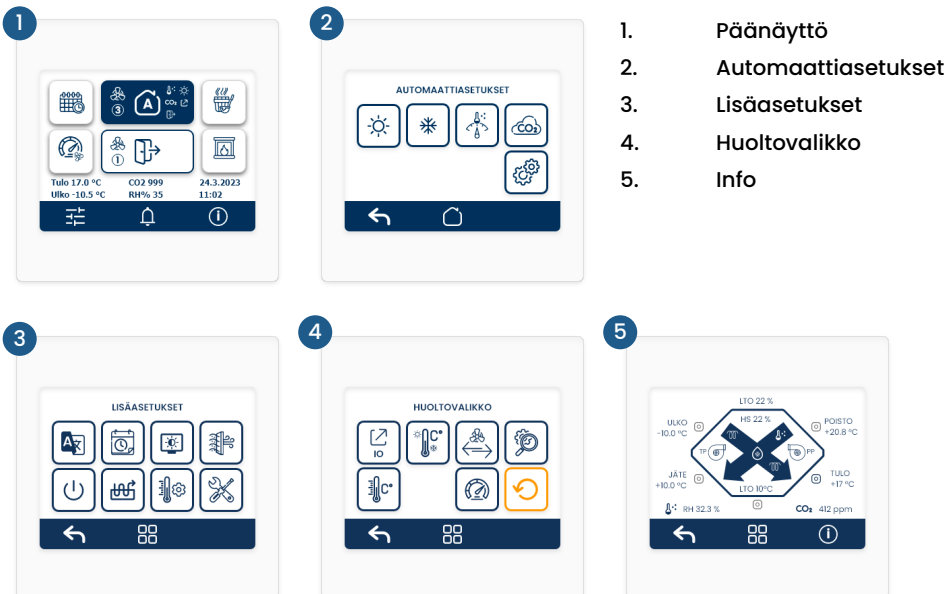 1
2
1. Päänäyttö
2. Automaattiasetukset
3. Lisäasetukset
4. Huoltovalikko
5. Info
3
A
CO₂
1
Tulo 17.0 °C CO2 999 24.3.2023
Ulko -10.5 °C RH% 35 11:02
i
AUTOMAATTIASETUKSET
CO₂
3
4
5
LISÄASETUKSET
A
HUOLTOVALIKKO
IO
C°
C°
LTO 22 %
HS 22 %
ULKO
-10.0 °C
POISTO
+20.8 °C
TP
PP
JÄTE
+10.0 °C
TULO
+17 °C
LTO 10°C
RH 32.3 %
CO₂ 412 ppm
i